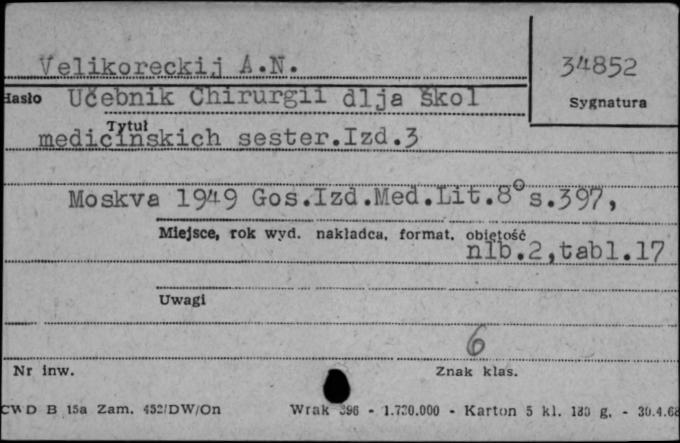 Velikoreckij A.N.
34852
Hasło Učebnik Chirurgii dlja škol
Sygnatura
Tytuł
medicinskich sester.Izd.3
Moskva 1949 Gos.Izd.Med.Lit.8° s.397,
Miejsce, rok wyd. nakładca, format, objętość
nlb.2,tabl.17
Uwagi
6
Nr inw.
Znak klas.
CWD B 15a Zam. 452/DW/On Wrak 396 - 1.730.000 - Karton 5 kl. 180 g. - 30.4.68